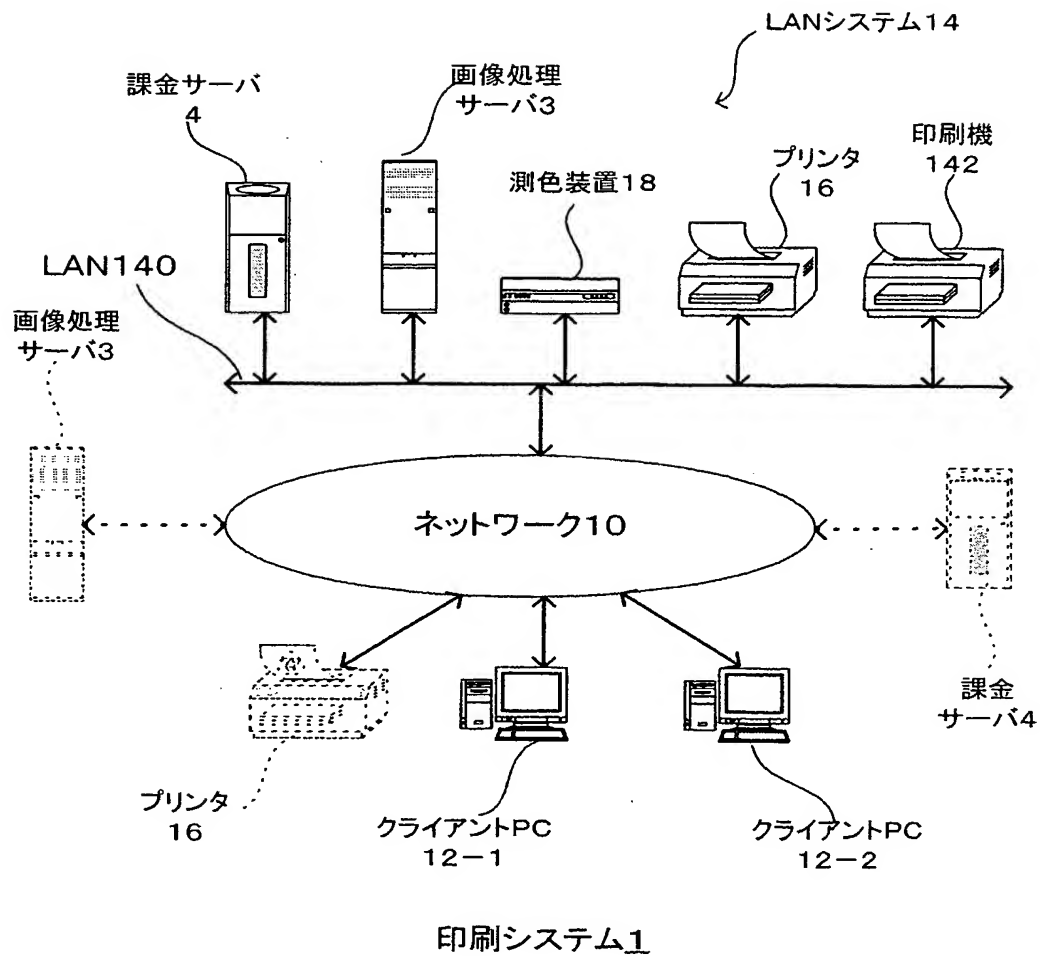 LANシステム14
課金サーバ
4
画像処理
サーバ3
測色装置18
プリンタ
16
印刷機
142
LAN140
画像処理
サーバ3
ネットワーク10
課金
サーバ4
プリンタ
16
クライアントPC
12-1
クライアントPC
12-2
印刷システム1